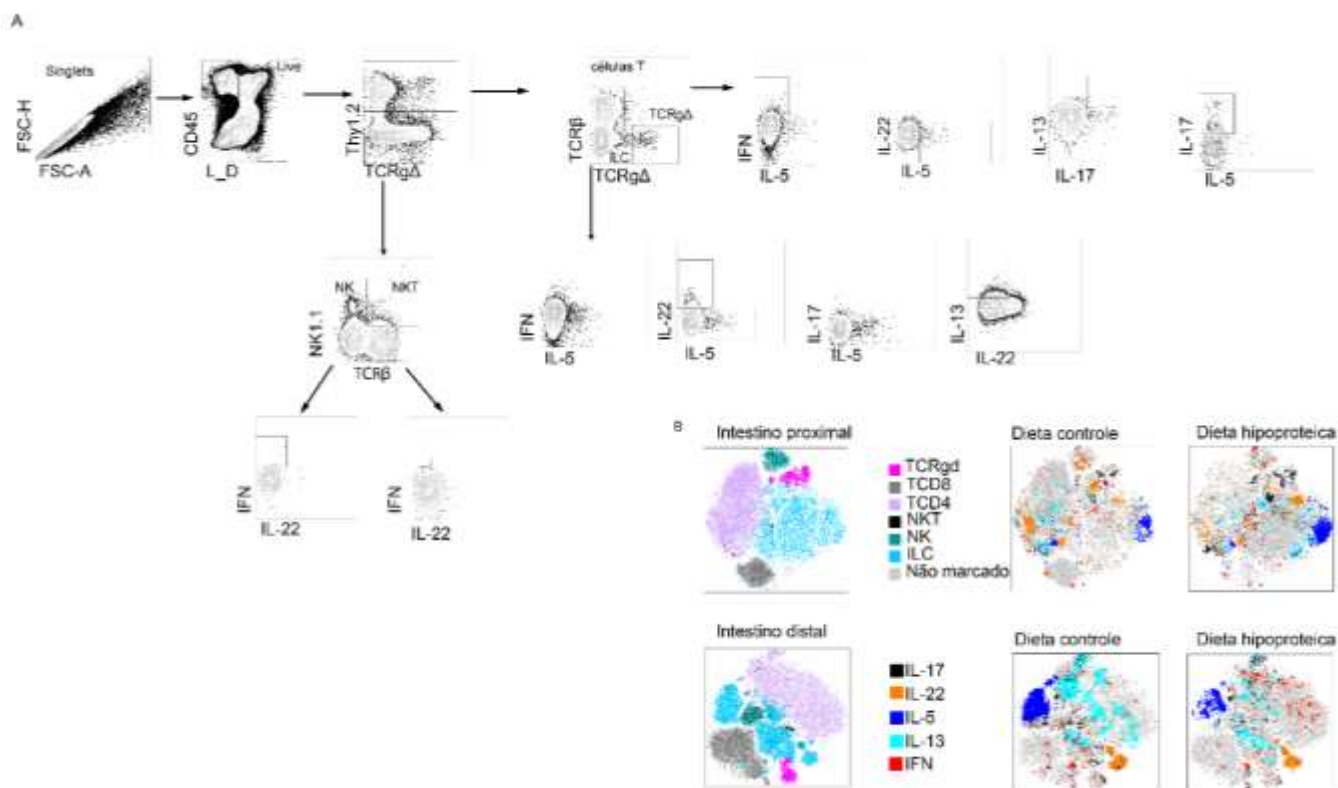 A
Singlets
FSC-H
FSC-A
Live
CD45
L_D
Thy1.2
TCRgΔ
células T
TCRβ
TCRgΔ
ILC
TCRgΔ
IFN
IL-5
IL-22
IL-5
IL-13
IL-17
IL-17
IL-5
NK
NKT
NK1.1
TCRβ
IFN
IL-5
IL-22
IL-5
IL-17
IL-5
IL-13
IL-22
IFN
IL-22
IFN
IL-22
B
Intestino proximal
TCRgd
TCD8
TCD4
NKT
NK
ILC
Não marcado
Dieta controle
Dieta hipoproteica
Intestino distal
IL-17
IL-22
IL-5
IL-13
IFN
Dieta controle
Dieta hipoproteica